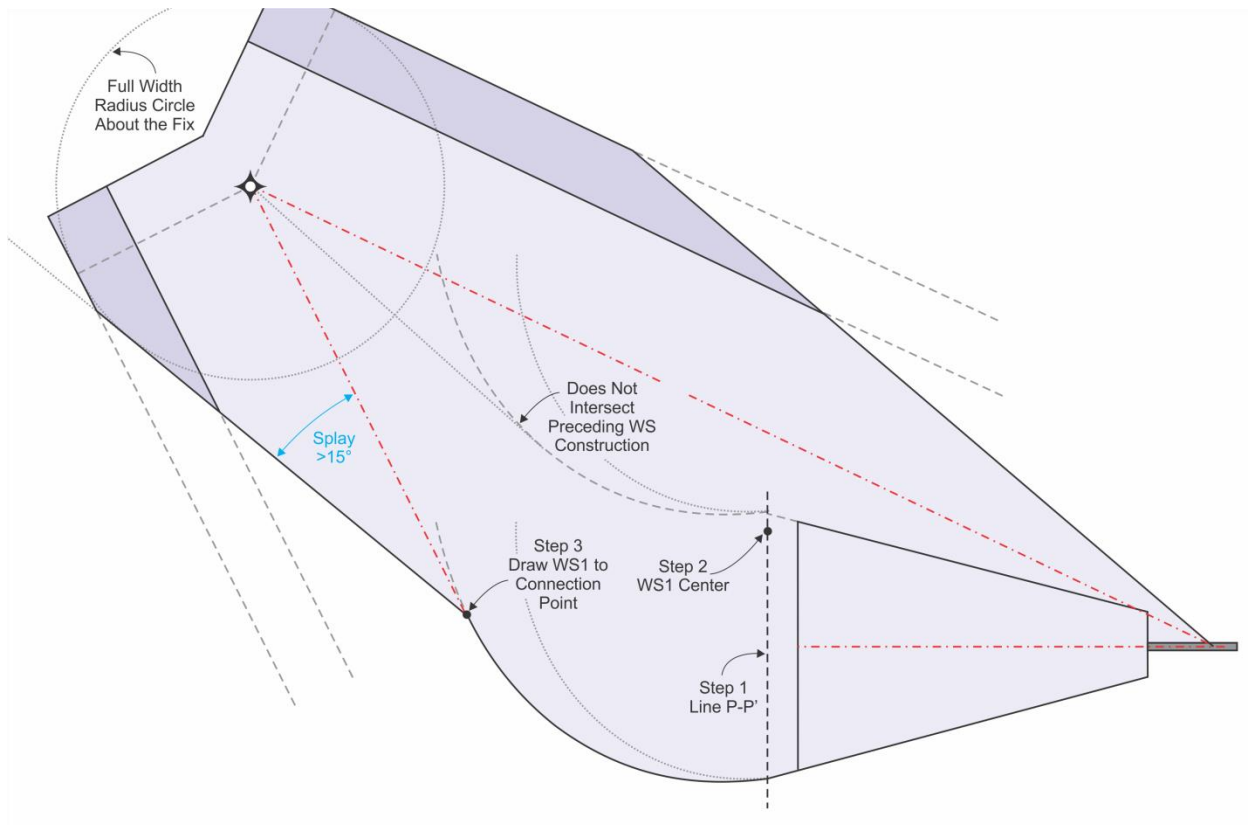 Full Width
Radius Circle
About the Fix
Does Not
Intersect
Preceding WS
Construction
Splay
>15°
Step 3
Draw WS1 to
Connection
Point
Step 2
WS1 Center
Step 1
Line P-P’